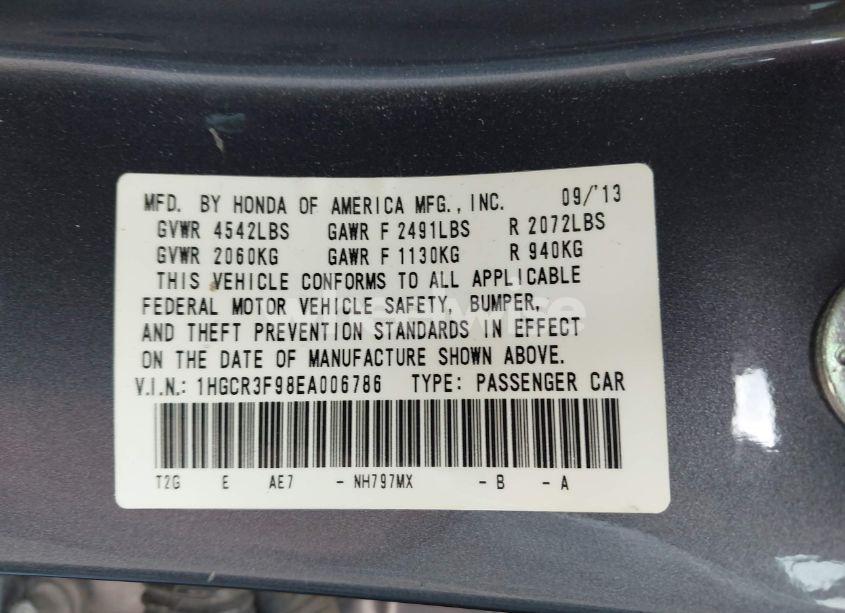 MFD. BY HONDA OF AMERICA MFG., INC. 09/'13
GVWR 4542LBS GAWR F 2491LBS R 2072LBS
GVWR 2060KG GAWR F 1130KG R 940KG
THIS VEHICLE CONFORMS TO ALL APPLICABLE
FEDERAL MOTOR VEHICLE SAFETY, BUMPER,
AND THEFT PREVENTION STANDARDS IN EFFECT
ON THE DATE OF MANUFACTURE SHOWN ABOVE.
V.I.N.: 1HGCR3F98EA006786 TYPE: PASSENGER CAR
T2G E AE7 - NH797MX - B - A